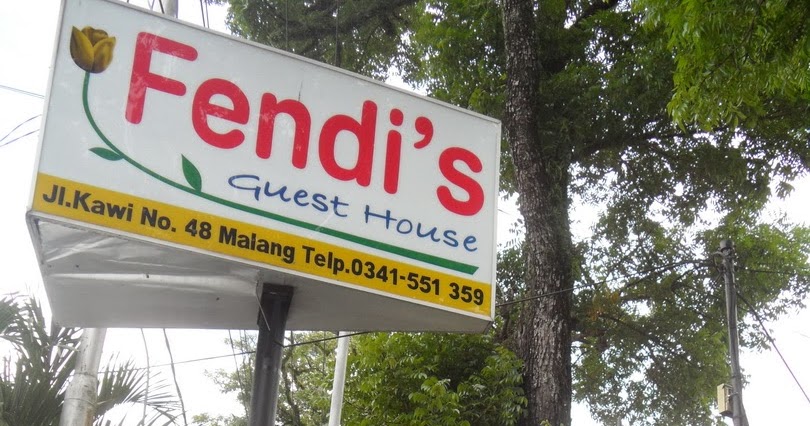 Fendi's
Guest House
Jl.Kawi No. 48 Malang Telp.0341-551 359